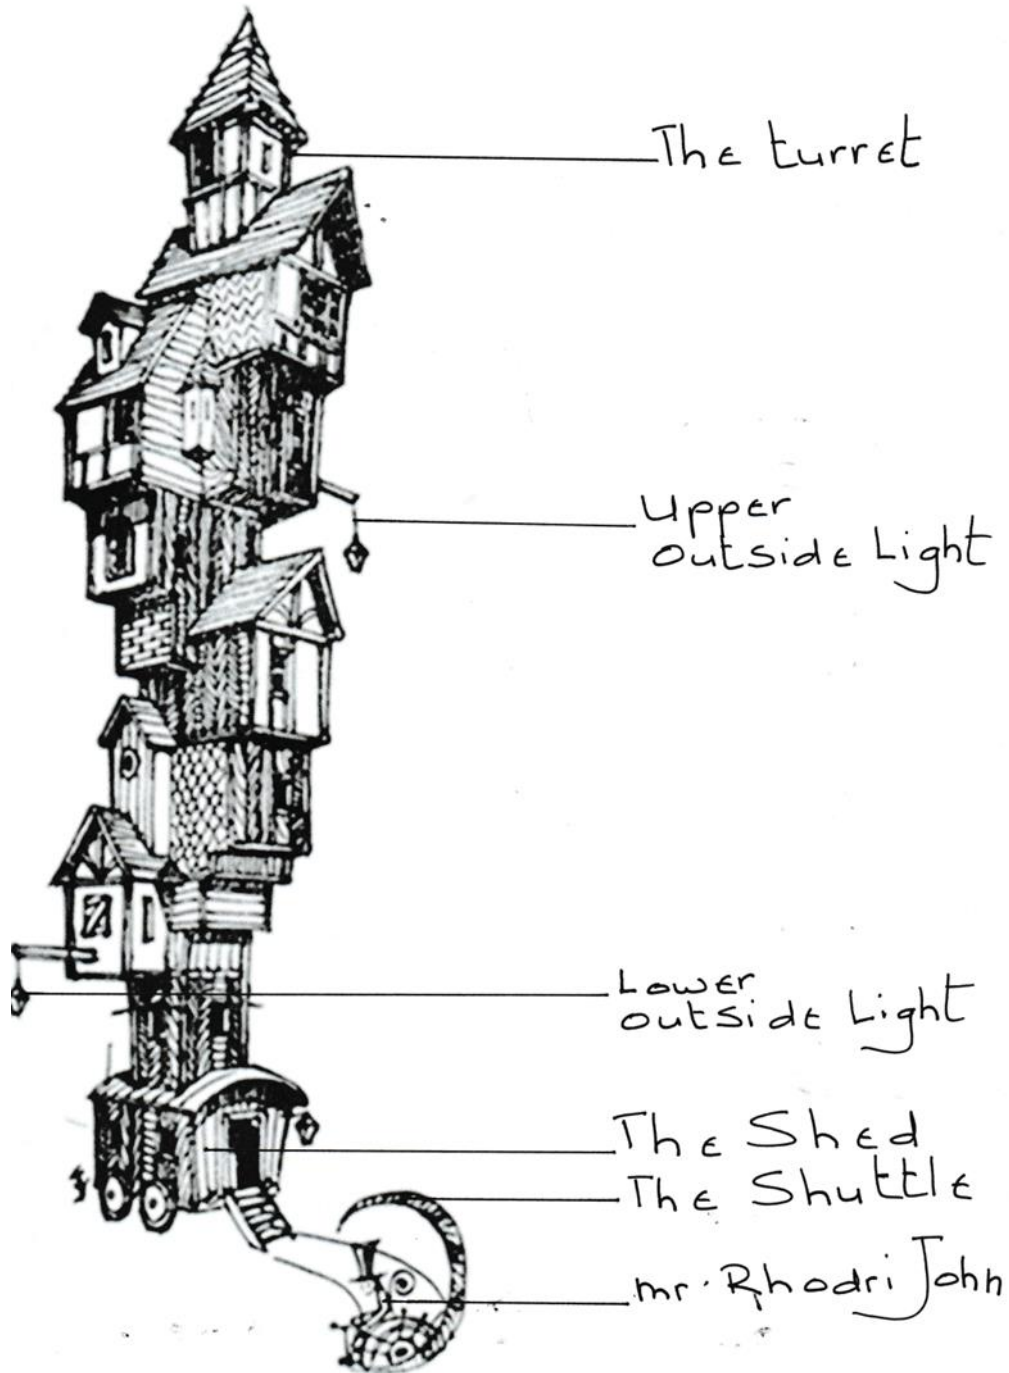 The turret
Upper
outside Light
Lower
outside Light
The Shed
The Shuttle
mr. Rhodri John